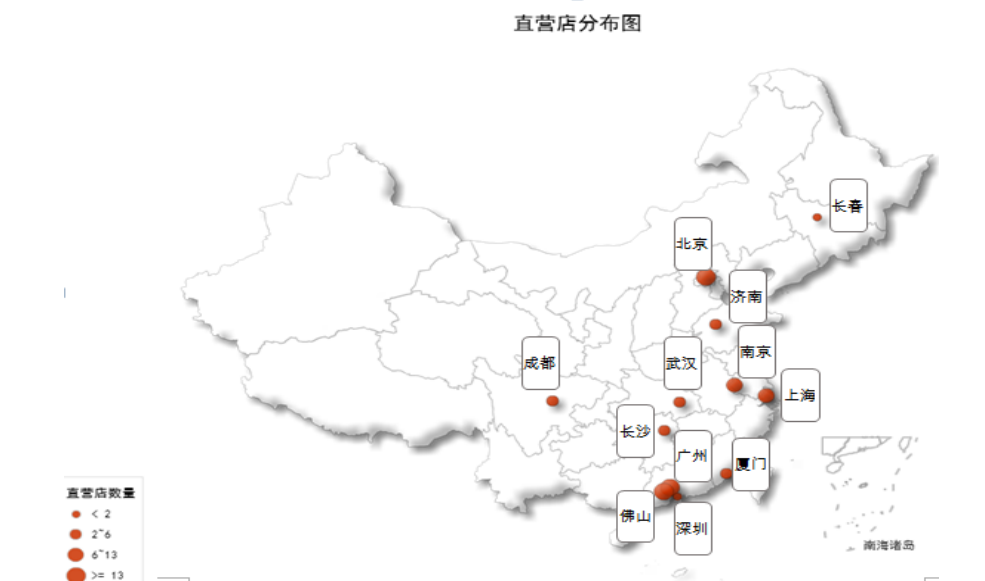 直营店分布图
长春
北京
济南
南京
成都
武汉
上海
长沙
广州
厦门
佛山
深圳
直营店数量
< 2
2~6
6~13
>= 13
南海诸岛